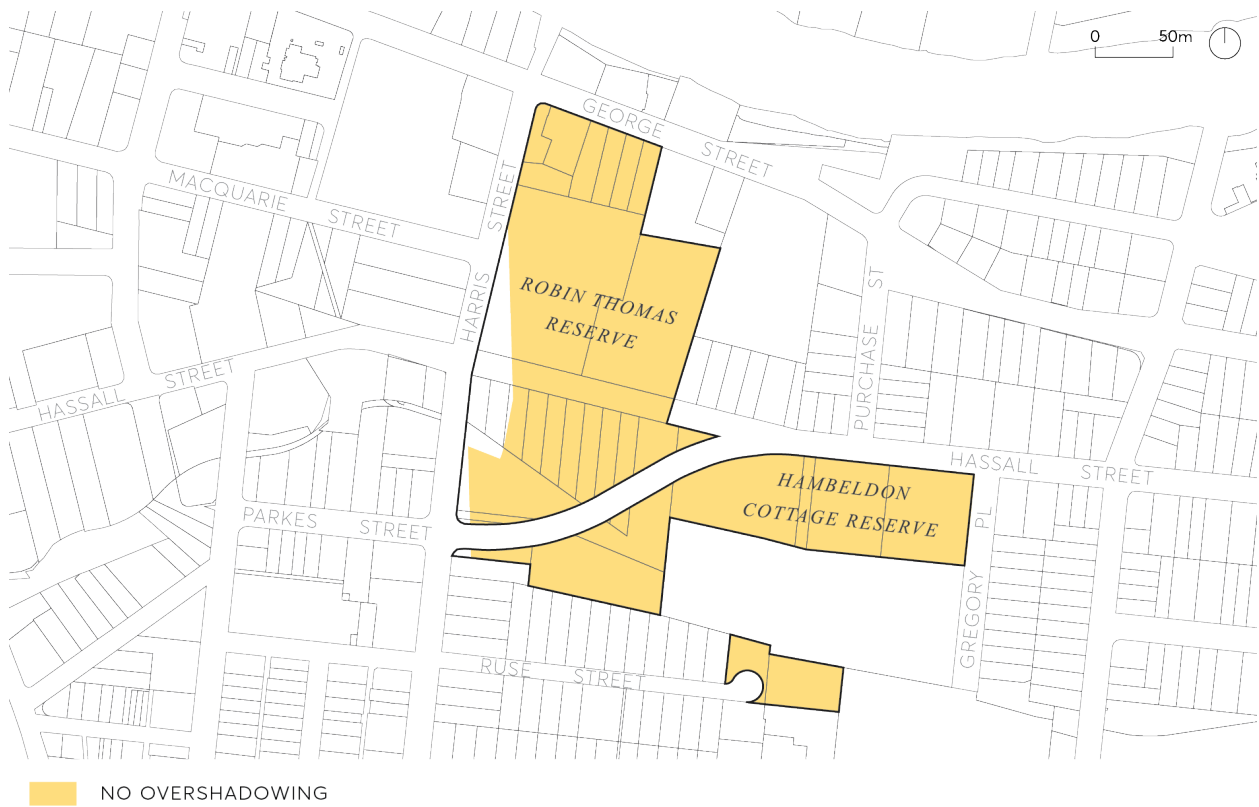 0 50m
GEORGE STREET
MACQUARIE STREET
HARRIS STREET
ROBIN THOMAS
RESERVE
PURCHASE ST
HASSALL STREET
HASSALL STREET
HAMBELDON
COTTAGE RESERVE
PARKES STREET
GREGORY PL
RUSE STREET
NO OVERSHADOWING